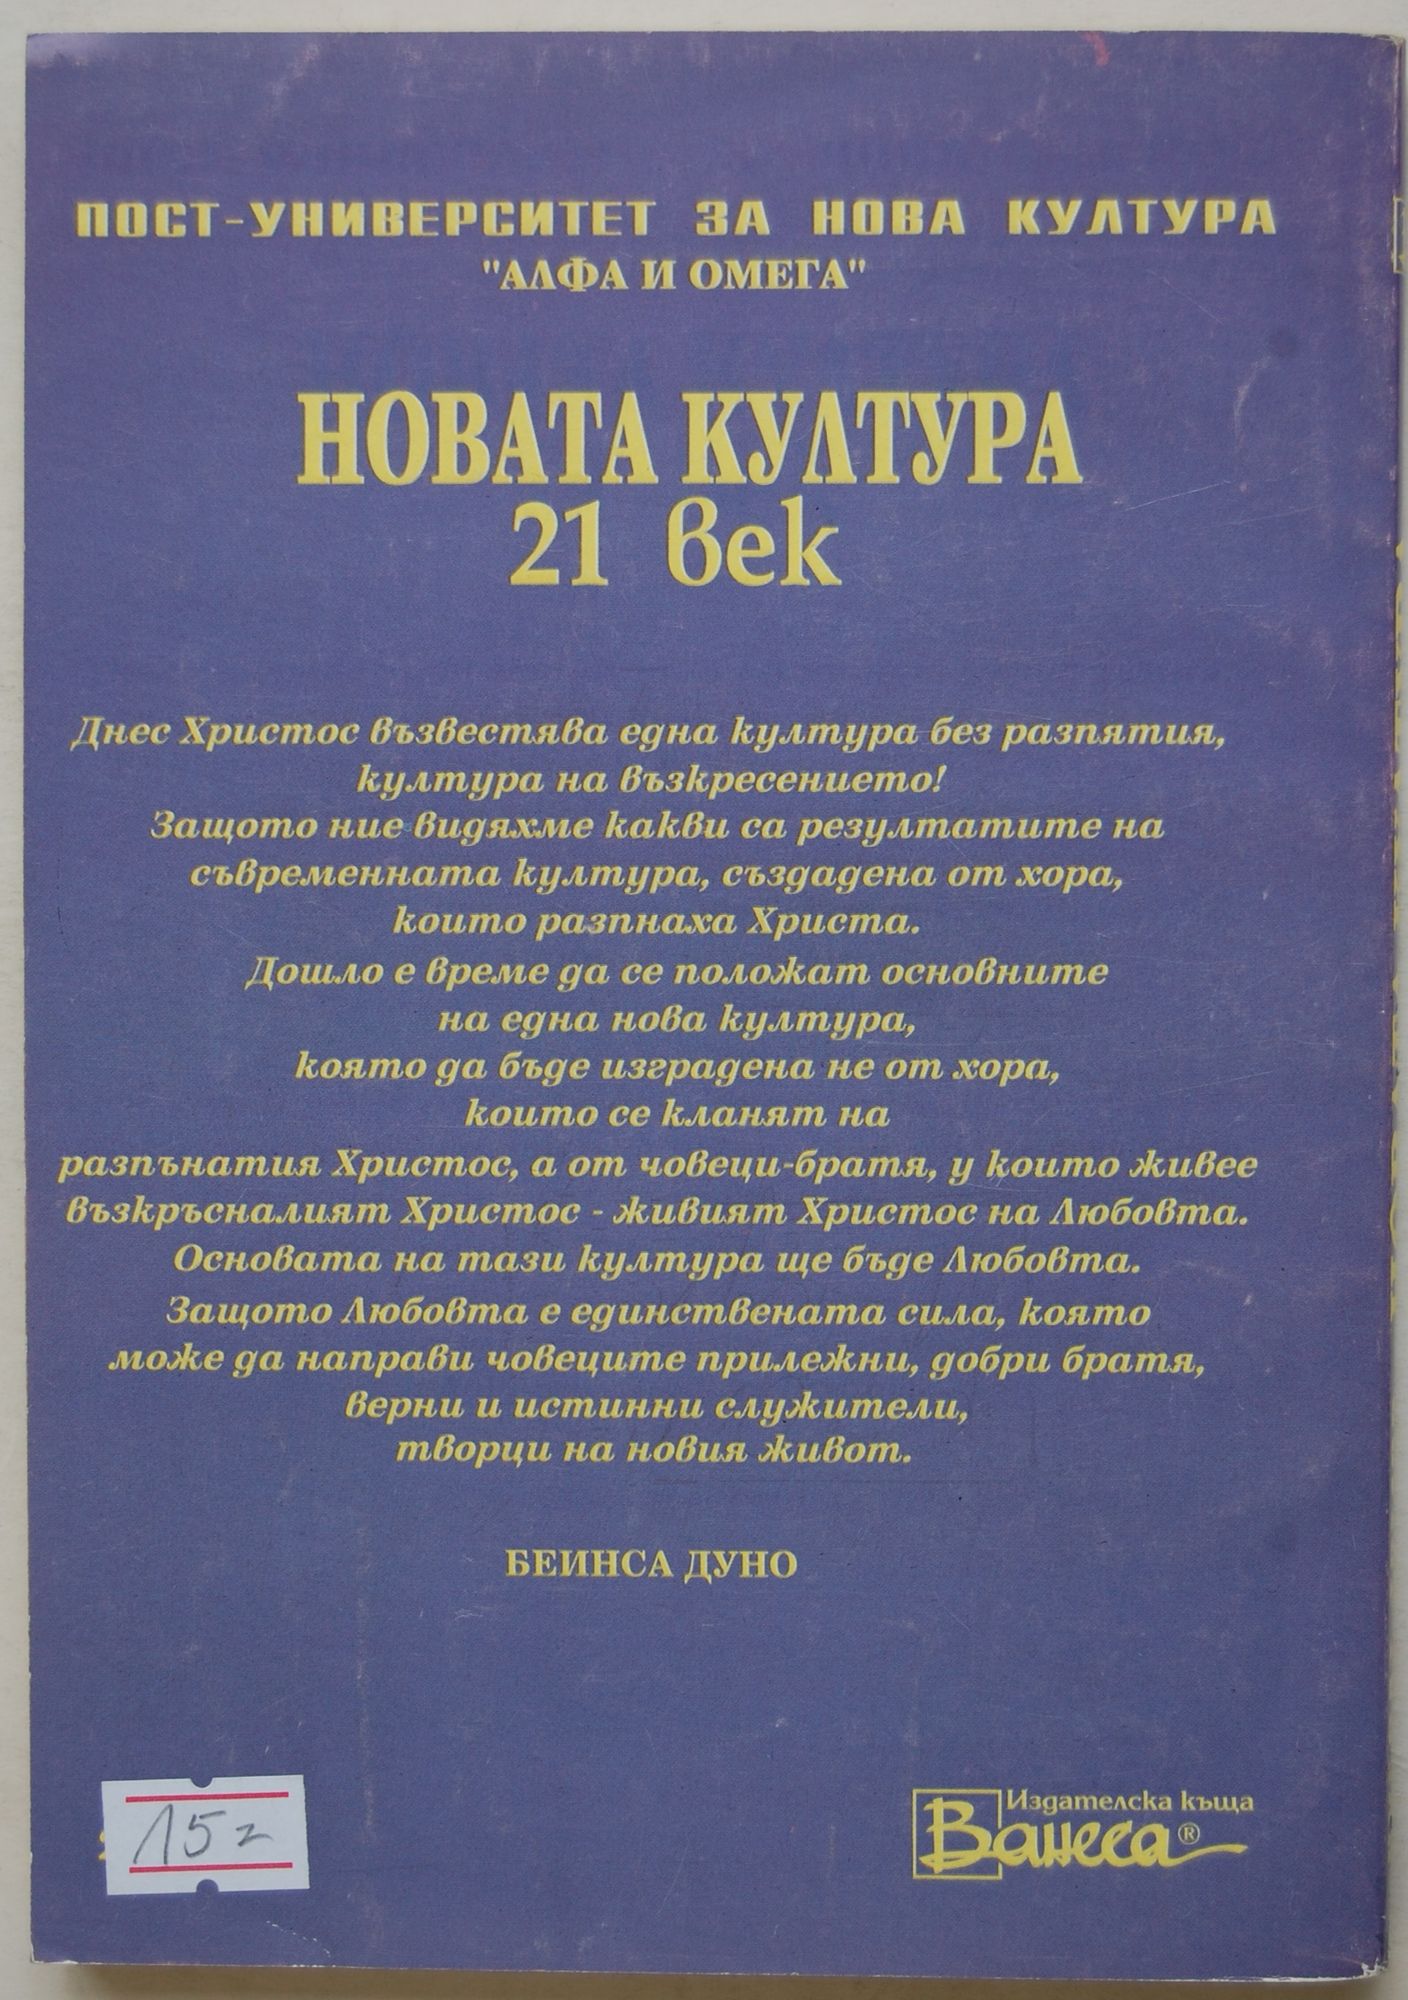 ПОСТ-УНИВЕРСИТЕТ ЗА НОВА КУЛТУРА
"АЛФА И ОМЕГА"
НОВАТА КУЛТУРА
21 век
Днес Христос възвестява една култура без разпятия,
култура на възкресението!
Защото ние видяхме какви са резултатите на
съвременната култура, създадена от хора,
които разпнаха Христа.
Дошло е време да се положат основните
на една нова култура,
която да бъде изградена не от хора,
които се кланят на
разпънатия Христос, а от човеци-братя, у които живее
възкръсналият Христос - живият Христос на Любовта.
Основата на тази култура ще бъде Любовта.
Защото Любовта е единствената сила, която
може да направи човеците прилежни, добри братя,
верни и истинни служители,
творци на новия живот.
БЕИНСА ДУНО
Издателска къща
Ванеса®
15